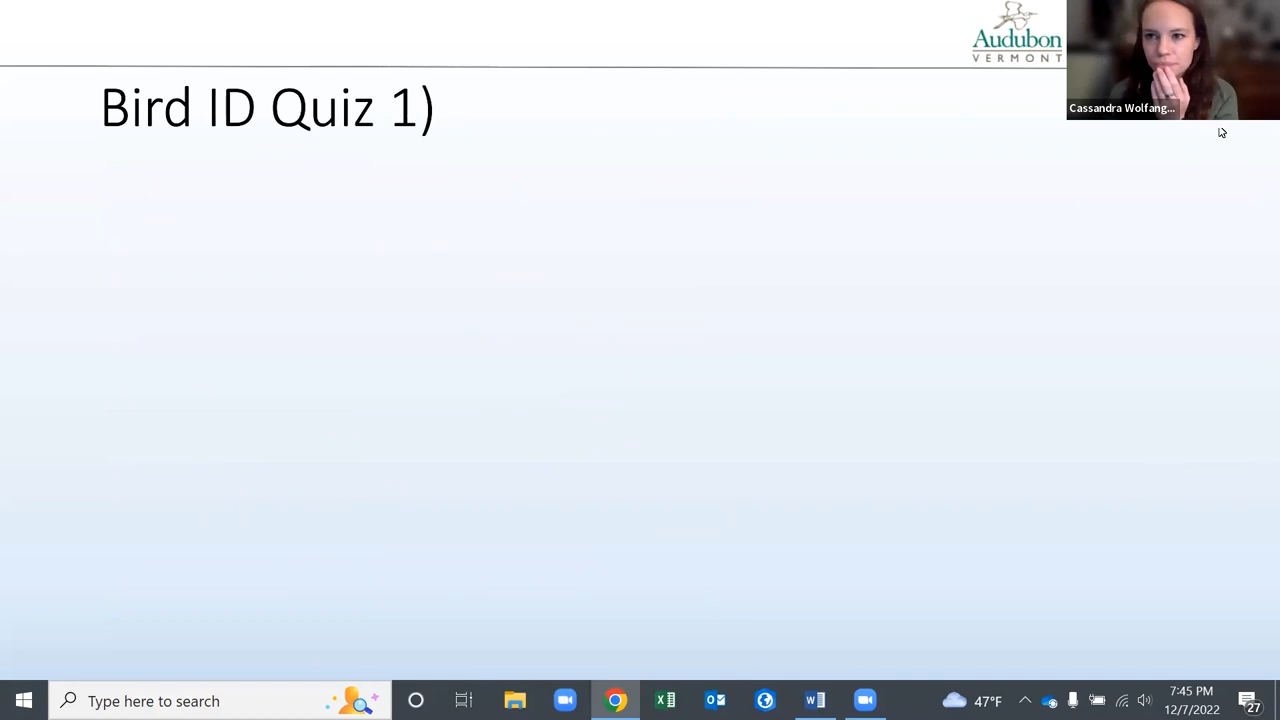 Audubon
VERMONT
Cassandra Wolfang...
Bird ID Quiz 1)
Type here to search
47°F
7:45 PM
12/7/2022
27